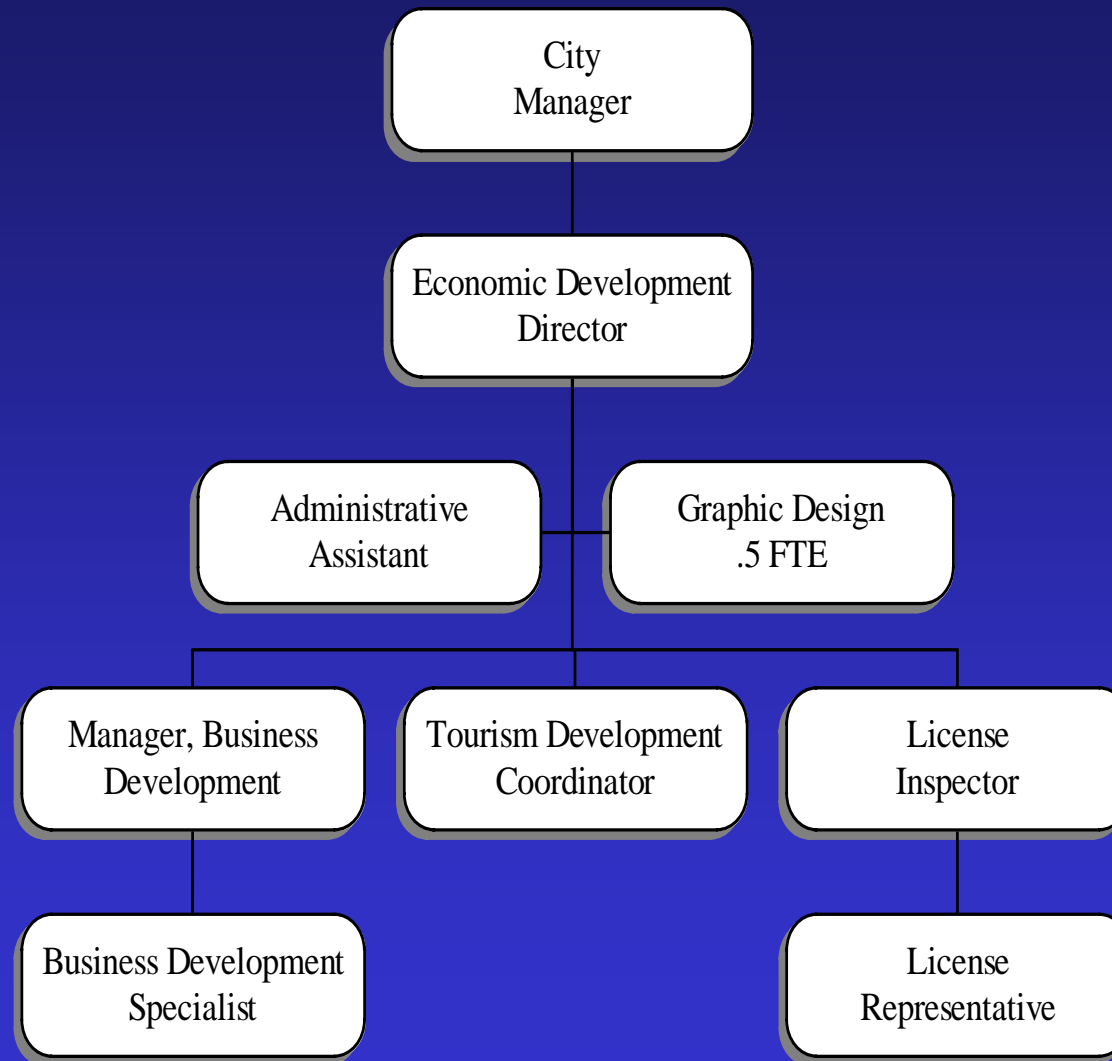 City
Manager
Economic Development
Director
Administrative
Assistant
Graphic Design
.5 FTE
Manager, Business
Development
Tourism Development
Coordinator
License
Inspector
Business Development
Specialist
License
Representative